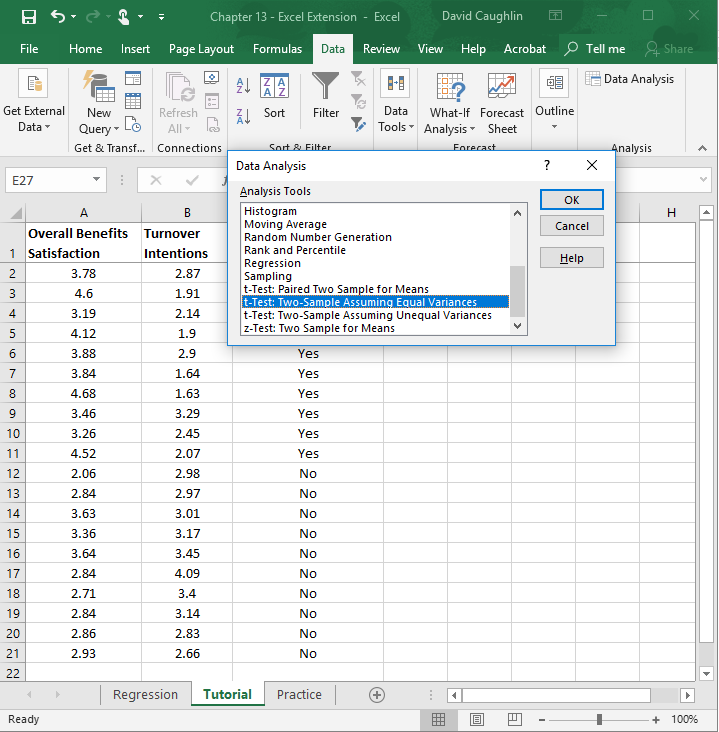 Chapter 13 - Excel Extension - Excel David Caughlin
File Home Insert Page Layout Formulas Data Review View Help Acrobat Tell me Share
Get External Data
New Query
Refresh All
Sort
Filter
Data Tools
What-If Analysis
Forecast Sheet
Outline
Data Analysis
Get & Transf... Connections Sort & Filter Forecast Analysis
E27
Data Analysis ? X
Analysis Tools
Histogram
Moving Average
Random Number Generation
Rank and Percentile
Regression
Sampling
t-Test: Paired Two Sample for Means
t-Test: Two-Sample Assuming Equal Variances
t-Test: Two-Sample Assuming Unequal Variances
z-Test: Two Sample for Means
OK
Cancel
Help
A B H
1 Overall Benefits Satisfaction Turnover Intentions
2 3.78 2.87
3 4.6 1.91
4 3.19 2.14
5 4.12 1.9
6 3.88 2.9 Yes
7 3.84 1.64 Yes
8 4.68 1.63 Yes
9 3.46 3.29 Yes
10 3.26 2.45 Yes
11 4.52 2.07 Yes
12 2.06 2.98 No
13 2.84 2.97 No
14 3.63 3.01 No
15 3.36 3.17 No
16 3.64 3.45 No
17 2.84 4.09 No
18 2.71 3.4 No
19 2.84 3.14 No
20 2.86 2.83 No
21 2.93 2.66 No
22
Regression Tutorial Practice
Ready 100%